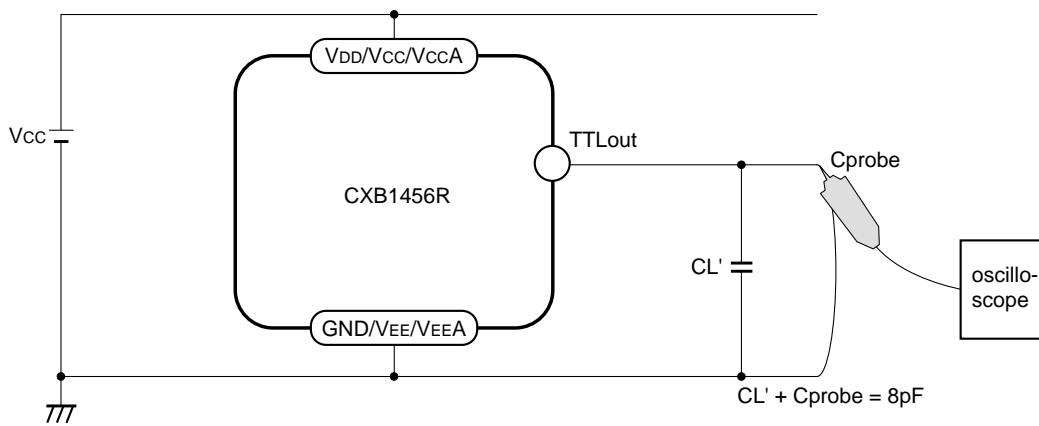 VDD/VCC/VCCA
VCC
TTLout
Cprobe
CXB1456R
CL'
oscillo-
scope
GND/VEE/VEEA
CL' + Cprobe = 8pF